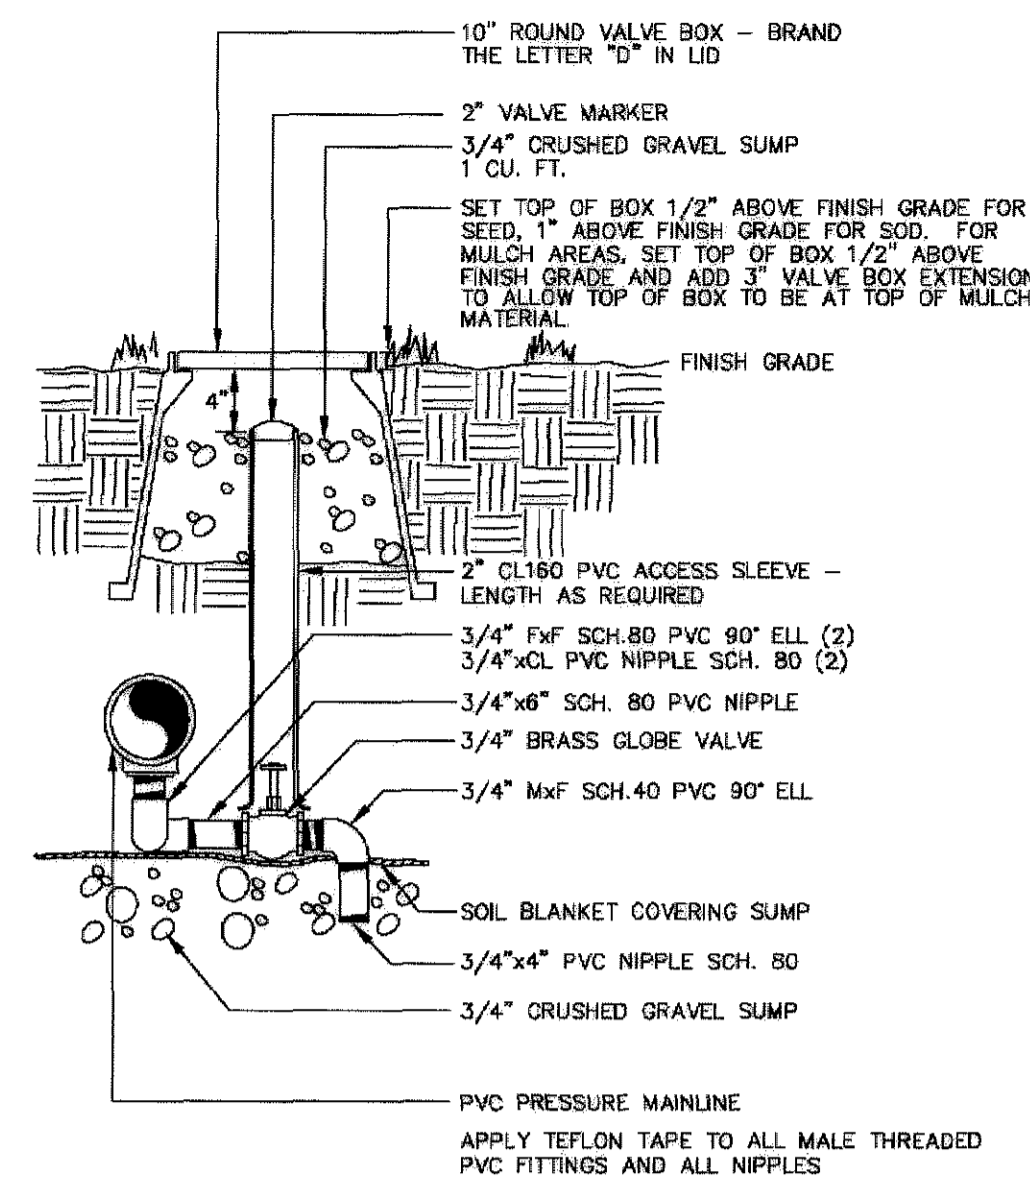 10" ROUND VALVE BOX – BRAND
THE LETTER "D" IN LID
2" VALVE MARKER
3/4" CRUSHED GRAVEL SUMP
1 CU. FT.
SET TOP OF BOX 1/2" ABOVE FINISH GRADE FOR
SEED, 1" ABOVE FINISH GRADE FOR SOD. FOR
MULCH AREAS, SET TOP OF BOX 1/2" ABOVE
FINISH GRADE AND ADD 3" VALVE BOX EXTENSION
TO ALLOW TOP OF BOX TO BE AT TOP OF MULCH
MATERIAL.
FINISH GRADE
4"
2" CL160 PVC ACCESS SLEEVE –
LENGTH AS REQUIRED
3/4" FxF SCH.80 PVC 90° ELL (2)
3/4"xCL PVC NIPPLE SCH. 80 (2)
3/4"x6" SCH. 80 PVC NIPPLE
3/4" BRASS GLOBE VALVE
3/4" MxF SCH.40 PVC 90° ELL
SOIL BLANKET COVERING SUMP
3/4"x4" PVC NIPPLE SCH. 80
3/4" CRUSHED GRAVEL SUMP
PVC PRESSURE MAINLINE
APPLY TEFLON TAPE TO ALL MALE THREADED
PVC FITTINGS AND ALL NIPPLES